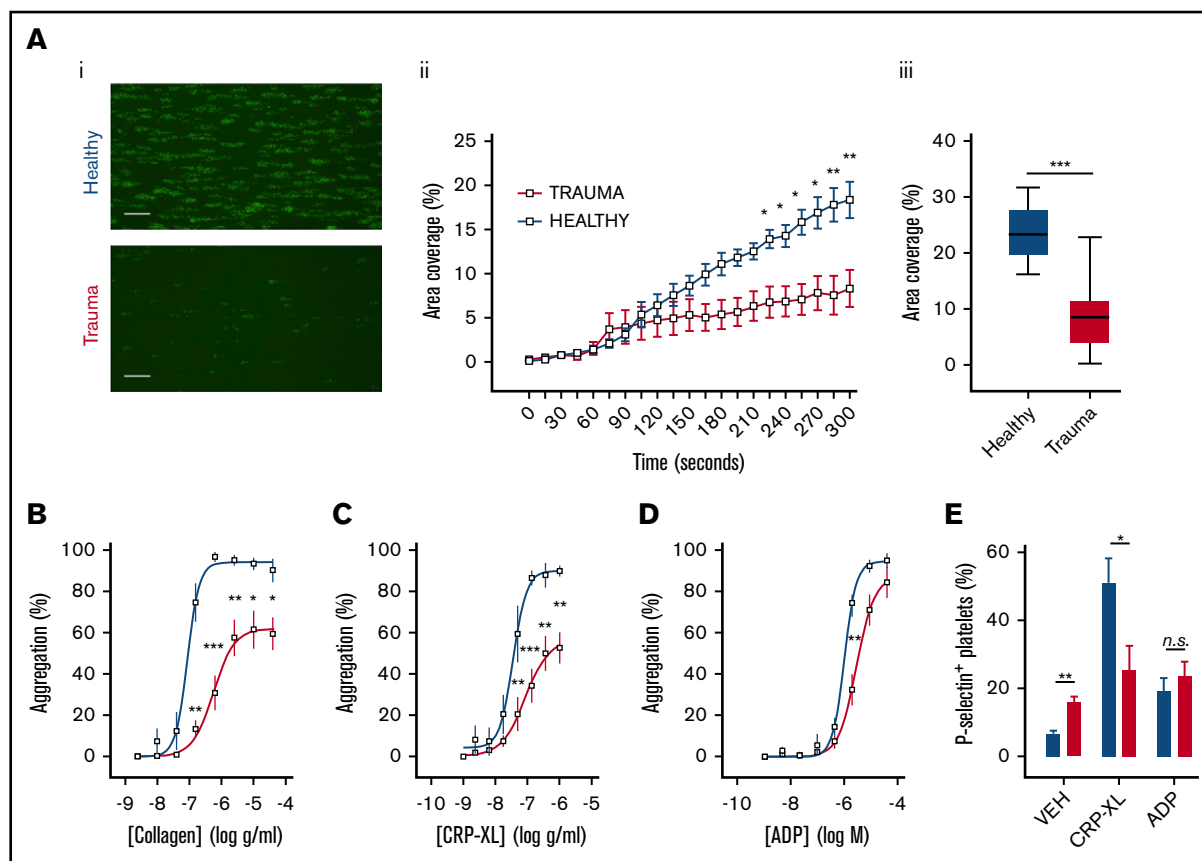 A
i
Healthy
Trauma
ii
Area coverage (%)
25
20
15
10
5
0
TRAUMA
HEALTHY
* * * * ** **
0 30 60 90 120 150 180 210 240 270 300
Time (seconds)
iii
Area coverage (%)
40
30
20
10
0
***
Healthy Trauma
B
Aggregation (%)
100
80
60
40
20
0
** *** ** * *
-9 -8 -7 -6 -5 -4
[Collagen] (log g/ml)
C
Aggregation (%)
100
80
60
40
20
0
** *** ** **
-10 -9 -8 -7 -6 -5
[CRP-XL] (log g/ml)
D
Aggregation (%)
100
80
60
40
20
0
**
-10 -8 -6 -4
[ADP] (log M)
E
P-selectin⁺ platelets (%)
60
40
20
0
** * n.s.
VEH CRP-XL ADP